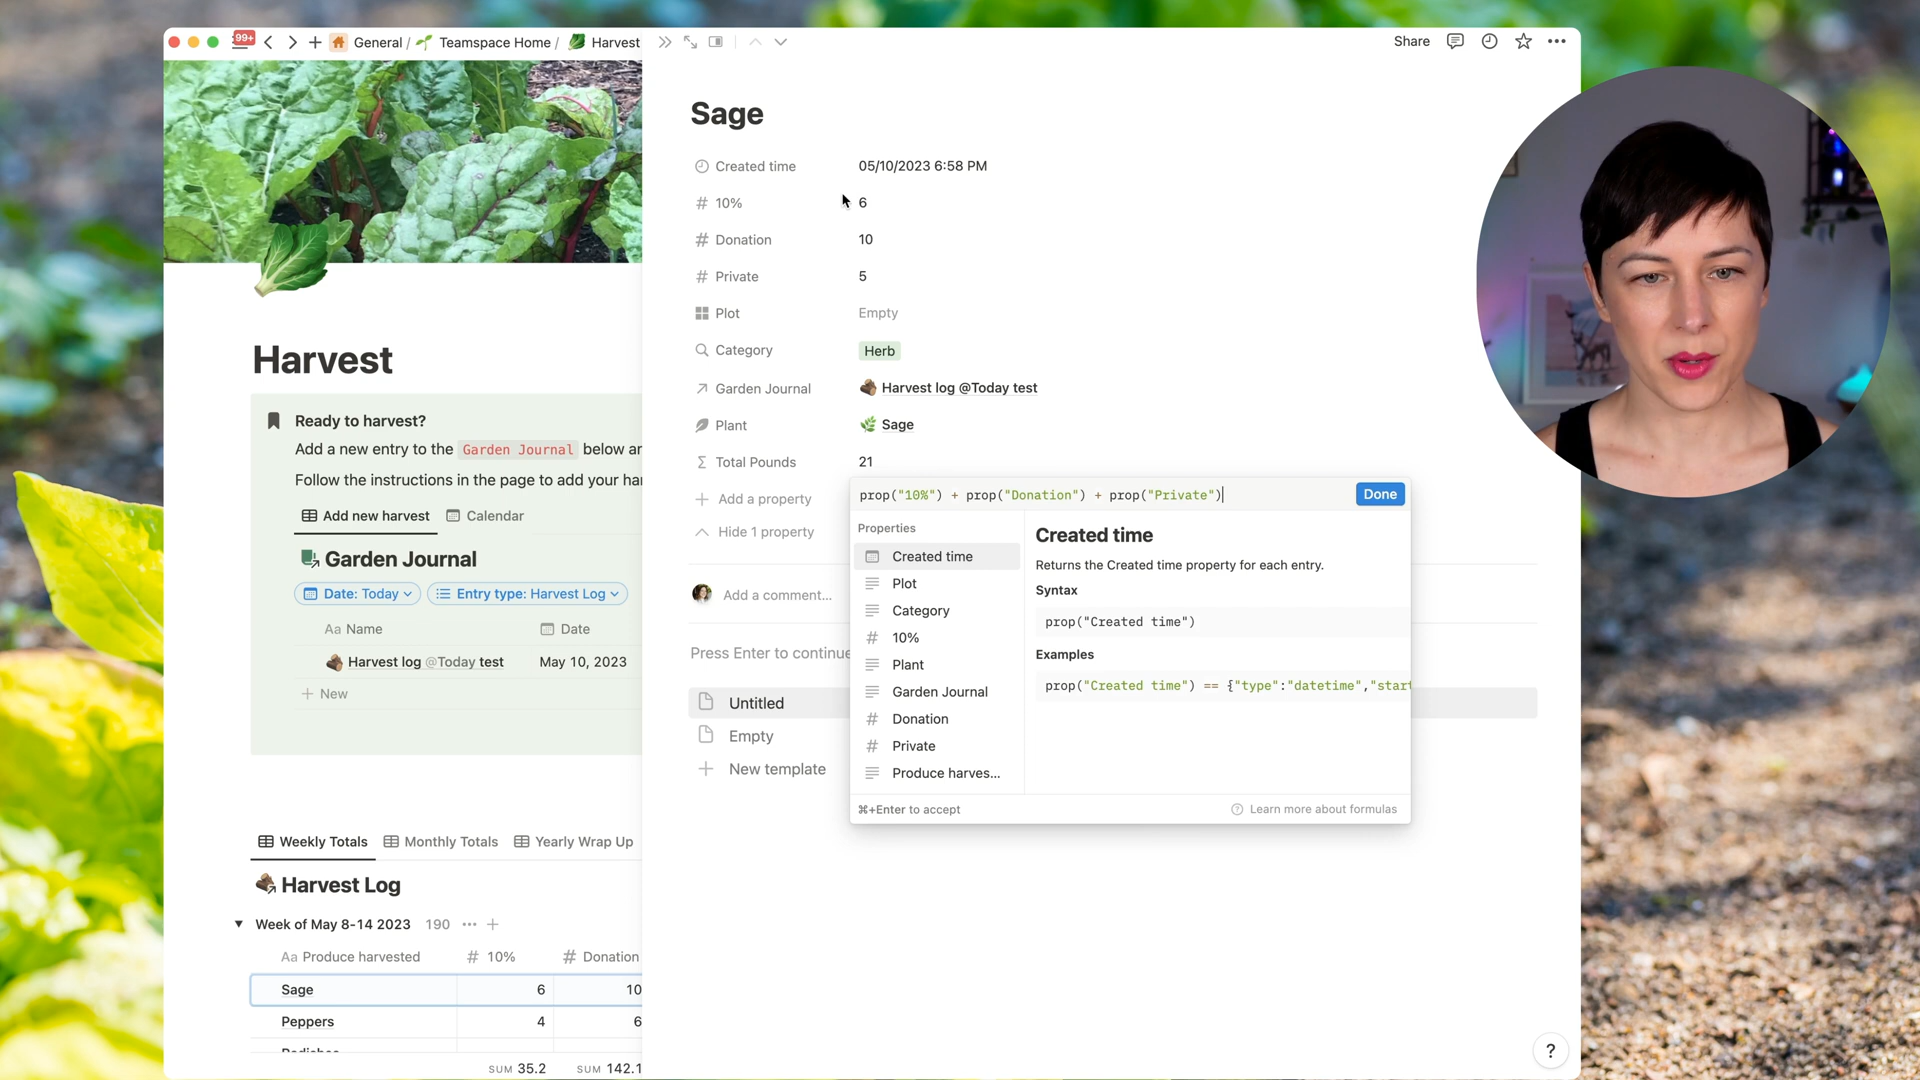 99+
General / Teamspace Home / Harvest
Share
Sage
Created time 05/10/2023 6:58 PM
10% 6
Donation 10
Private 5
Plot Empty
Category Herb
Garden Journal Harvest log @Today test
Plant Sage
Total Pounds 21
Add a property
Hide 1 property
Add a comment...
Press Enter to continue
Untitled
Empty
New template
prop("10%") + prop("Donation") + prop("Private")
Done
Properties
Created time
Plot
Category
10%
Plant
Garden Journal
Donation
Private
Produce harves...
Created time
Returns the Created time property for each entry.
Syntax
prop("Created time")
Examples
prop("Created time") == {"type":"datetime","start
⌘+Enter to accept
Learn more about formulas
Harvest
Ready to harvest?
Add a new entry to the Garden Journal below
Follow the instructions in the page to add your
Add new harvest Calendar
Garden Journal
Date: Today Entry type: Harvest Log
Aa Name Date
Harvest log @Today test May 10, 2023
+ New
Weekly Totals Monthly Totals Yearly Wrap Up
Harvest Log
Week of May 8-14 2023 190
Aa Produce harvested # 10% # Donation
Sage 6 10
Peppers 4 6
SUM 35.2 SUM 142.1
?